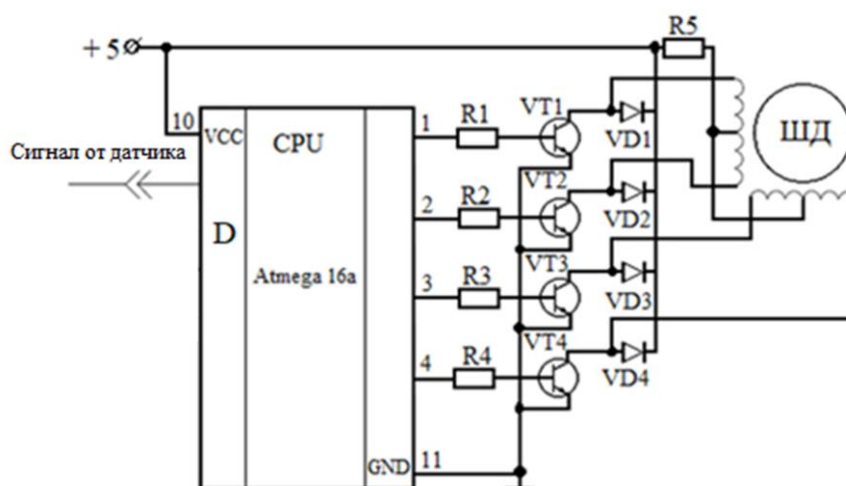 + 5
R5
10
VCC
CPU
1
R1
VT1
VD1
ШД
Сигнал от датчика
D
Atmega 16a
2
R2
VT2
VD2
3
R3
VT3
VD3
4
R4
VT4
VD4
GND
11